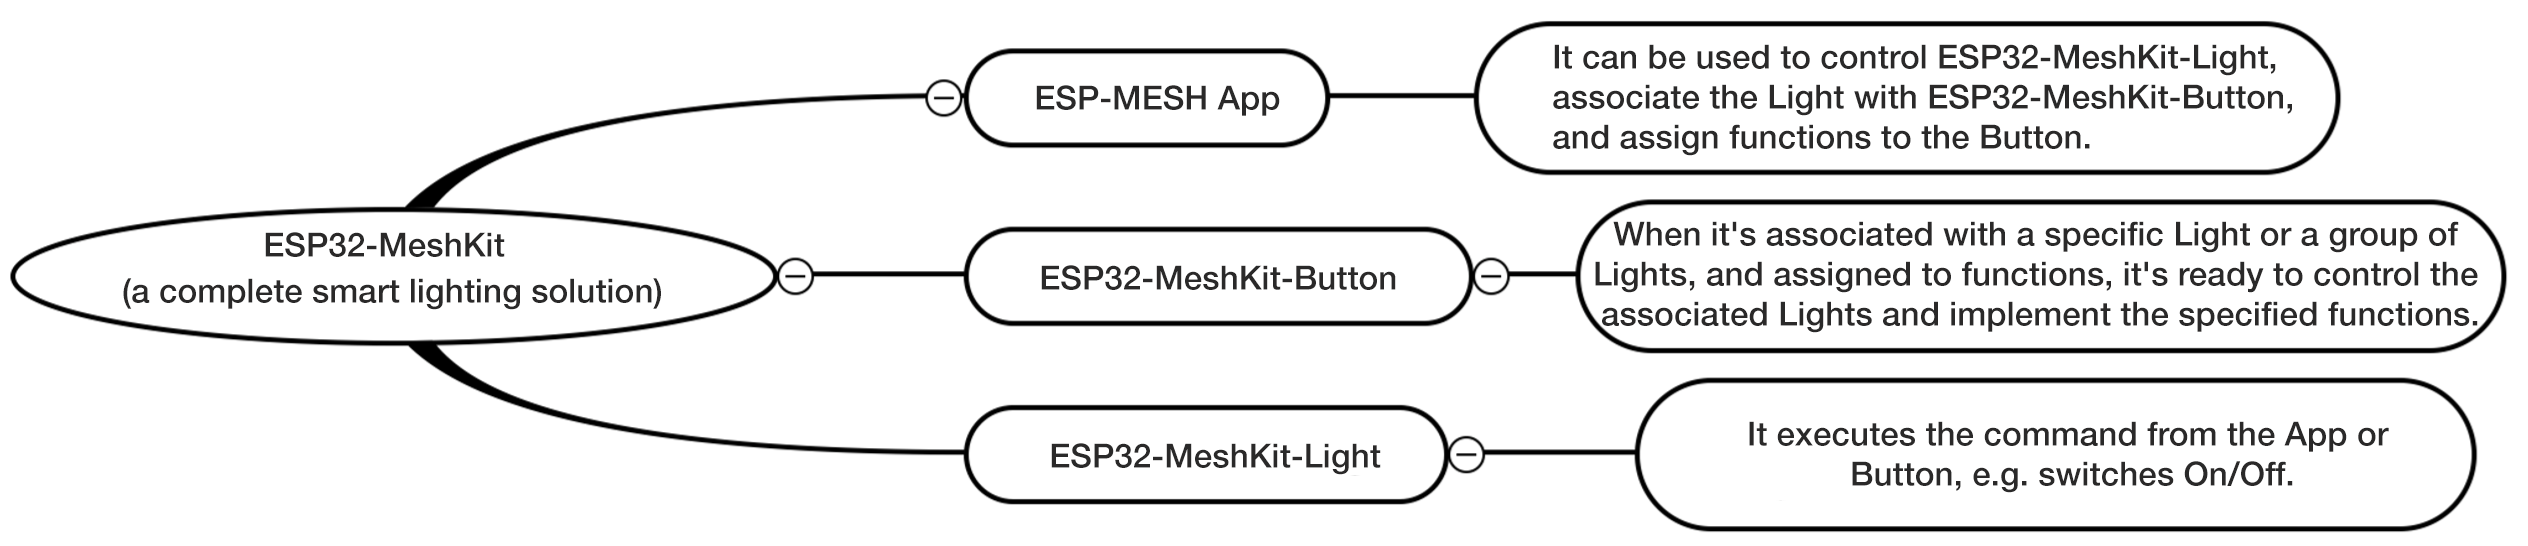 ESP-MESH App
It can be used to control ESP32-MeshKit-Light,
associate the Light with ESP32-MeshKit-Button,
and assign functions to the Button.
ESP32-MeshKit
(a complete smart lighting solution)
ESP32-MeshKit-Button
When it's associated with a specific Light or a group of
Lights, and assigned to functions, it's ready to control the
associated Lights and implement the specified functions.
ESP32-MeshKit-Light
It executes the command from the App or
Button, e.g. switches On/Off.